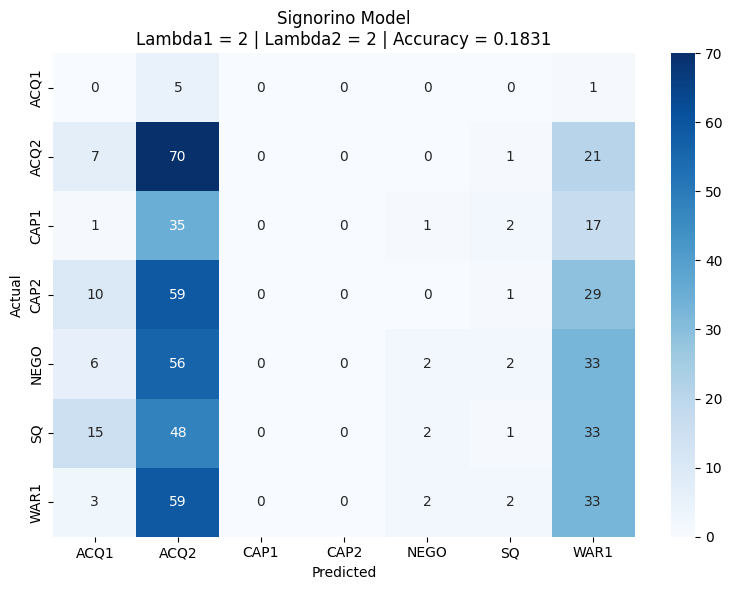 Signorino Model
Lambda1 = 2 | Lambda2 = 2 | Accuracy = 0.1831
Actual
ACQ1 0 5 0 0 0 0 1
ACQ2 7 70 0 0 0 1 21
CAP1 1 35 0 0 1 2 17
CAP2 10 59 0 0 0 1 29
NEGO 6 56 0 0 2 2 33
SQ 15 48 0 0 2 1 33
WAR1 3 59 0 0 2 2 33
ACQ1 ACQ2 CAP1 CAP2 NEGO SQ WAR1
Predicted
70
60
50
40
30
20
10
0